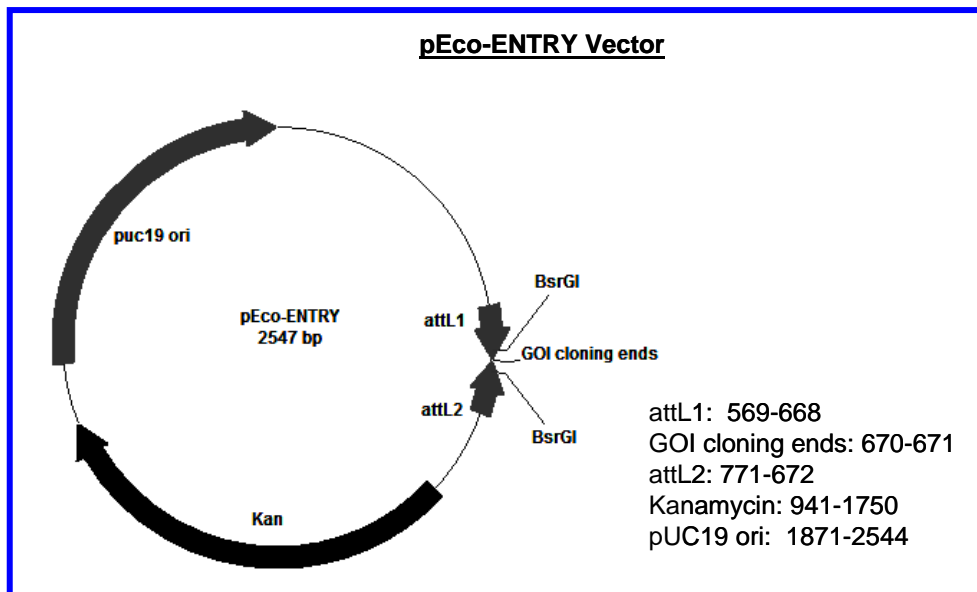 pEco-ENTRY Vector
puc19 ori
BsrGI
pEco-ENTRY
2547 bp
attL1
GOI cloning ends
attL2
BsrGI
Kan
attL1: 569-668
GOI cloning ends: 670-671
attL2: 771-672
Kanamycin: 941-1750
pUC19 ori: 1871-2544